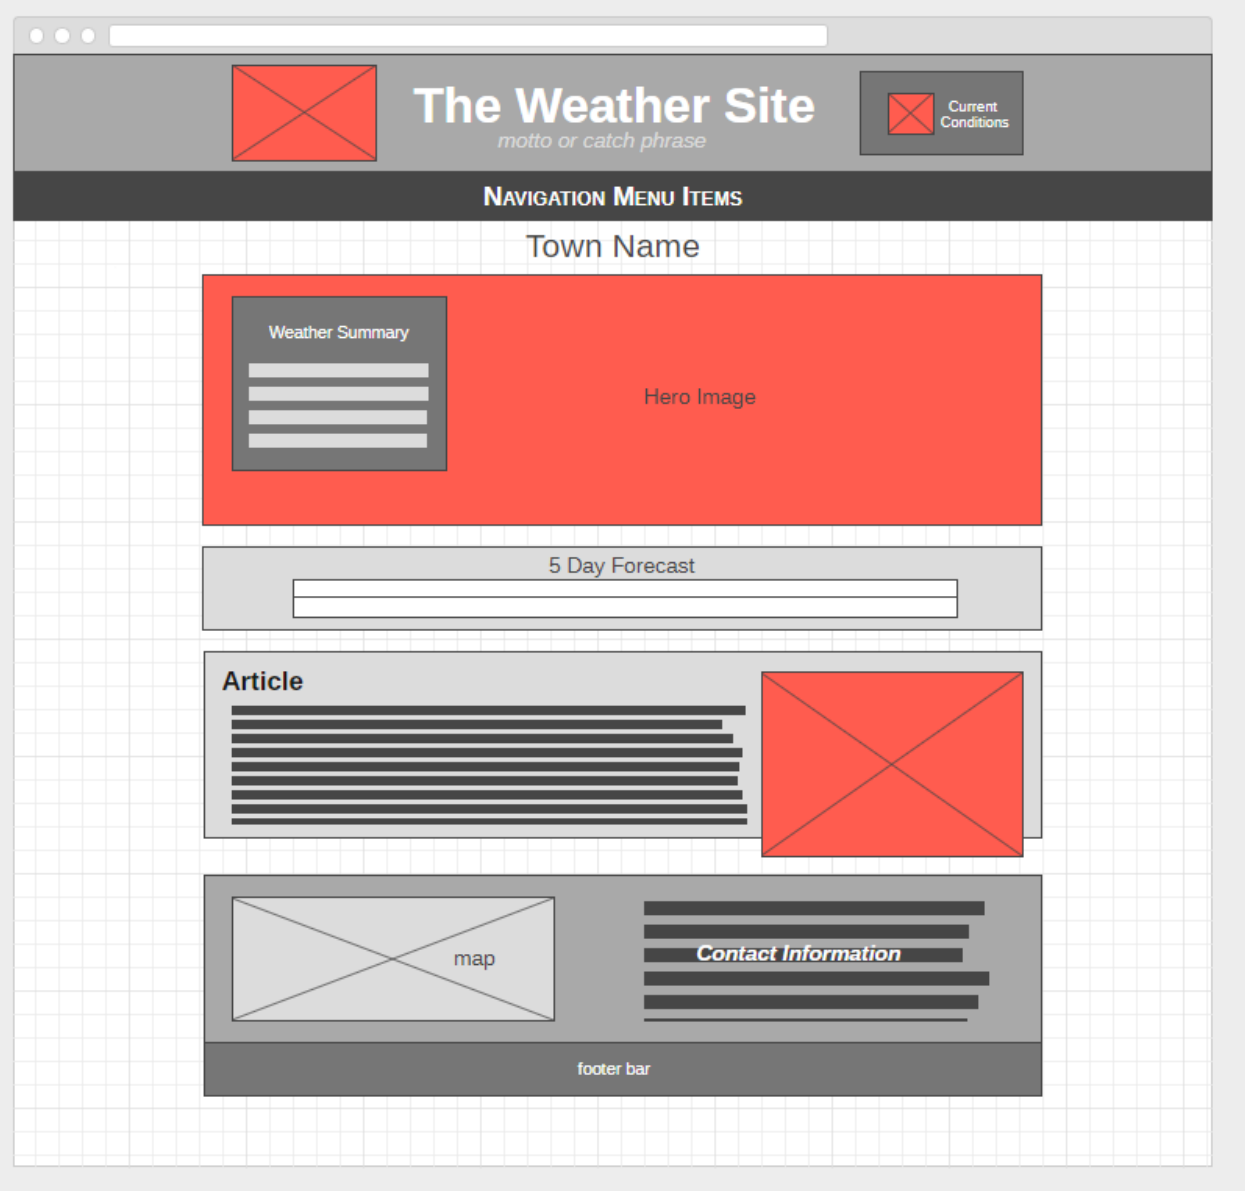 The Weather Site
motto or catch phrase
Current
Conditions
Navigation Menu Items
Town Name
Weather Summary
Hero Image
5 Day Forecast
Article
map
Contact Information
footer bar